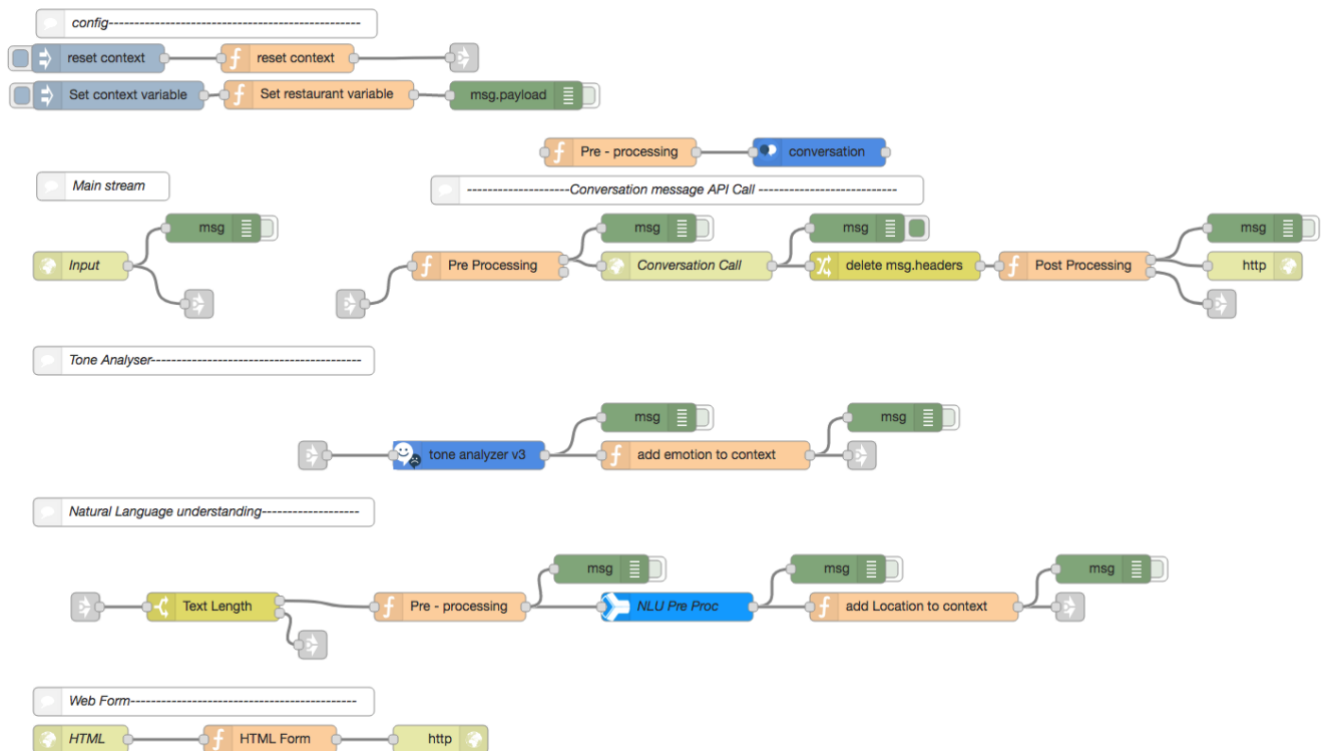 config-------------------------------------------------
reset context
reset context
Set context variable
Set restaurant variable
msg.payload
Pre - processing
conversation
Main stream
--------------------Conversation message API Call ---------------------------
msg
msg
msg
msg
Input
Pre Processing
Conversation Call
delete msg.headers
Post Processing
http
Tone Analyser-----------------------------------------
msg
msg
tone analyzer v3
add emotion to context
Natural Language understanding-------------------
msg
msg
msg
Text Length
Pre - processing
NLU Pre Proc
add Location to context
Web Form--------------------------------------------
HTML
HTML Form
http